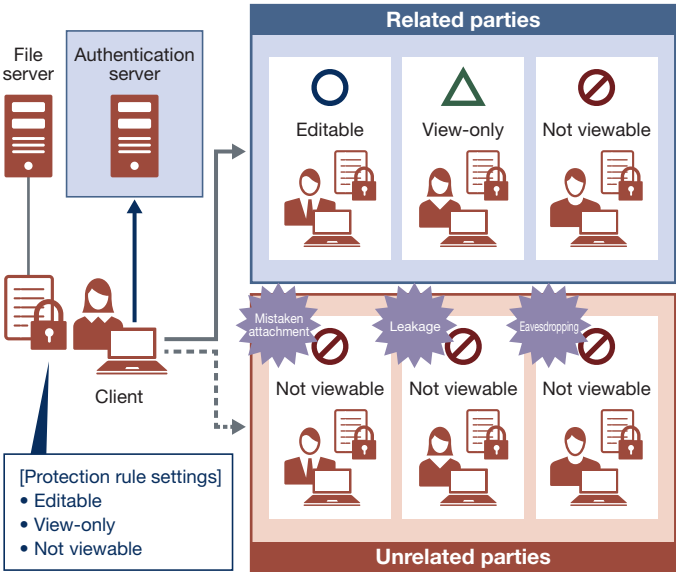 File
server
Authentication
server
Client
[Protection rule settings]
• Editable
• View-only
• Not viewable
Related parties
Editable
View-only
Not viewable
Mistaken
attachment
Leakage
Eavesdropping
Not viewable
Not viewable
Not viewable
Unrelated parties